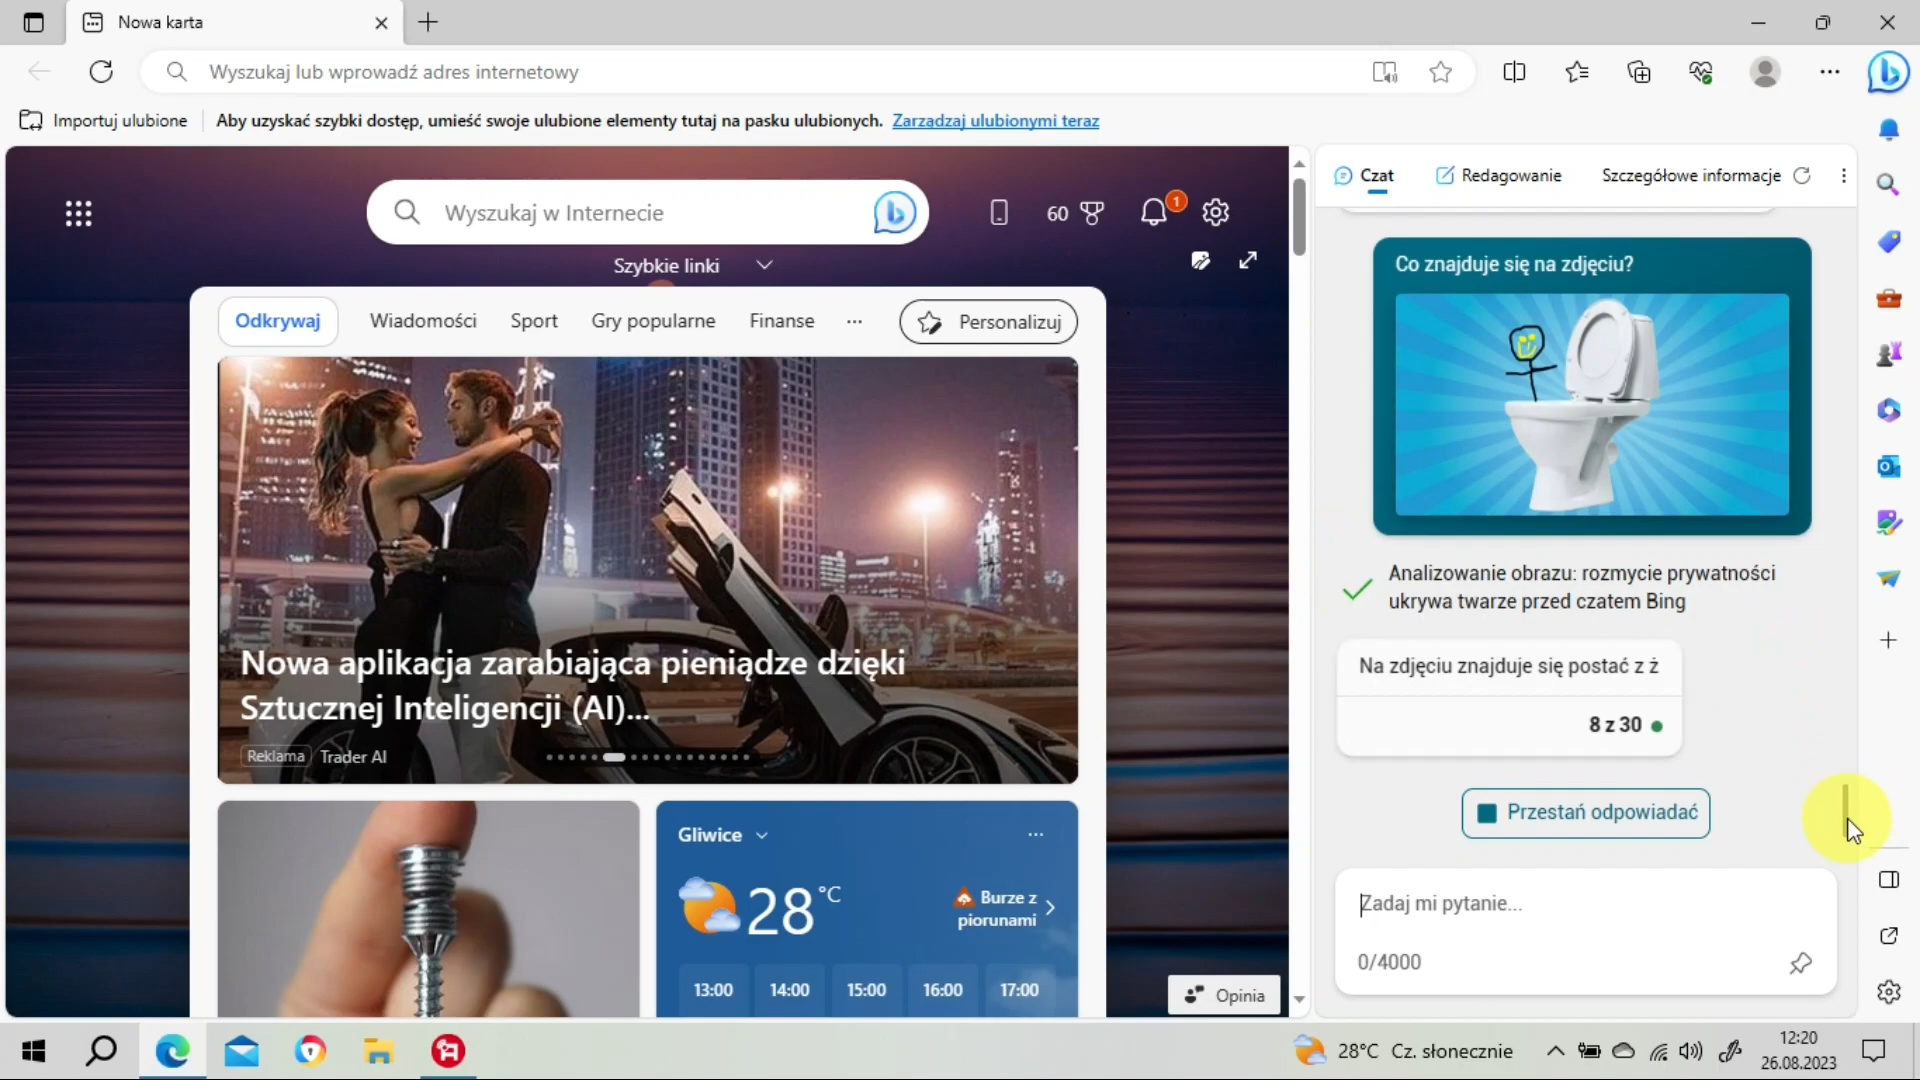 Nowa karta
Wyszukaj lub wprowadź adres internetowy
Importuj ulubione
Aby uzyskać szybki dostęp, umieść swoje ulubione elementy tutaj na pasku ulubionych. Zarządzaj ulubionymi teraz
Wyszukaj w Internecie
60
1
Szybkie linki
Odkrywaj
Wiadomości
Sport
Gry popularne
Finanse
Personalizuj
Nowa aplikacja zarabiająca pieniądze dzięki
Sztucznej Inteligencji (AI)...
Reklama Trader AI
Gliwice
28 °C
Burze z
piorunami
13:00 14:00 15:00 16:00 17:00
Opinia
Czat
Redagowanie
Szczegółowe informacje
Co znajduje się na zdjęciu?
Analizowanie obrazu: rozmycie prywatności
ukrywa twarze przed czatem Bing
Na zdjęciu znajduje się postać z ż
8 z 30
Przestań odpowiadać
Zadaj mi pytanie...
0/4000
28°C Cz. słonecznie
12:20
26.08.2023